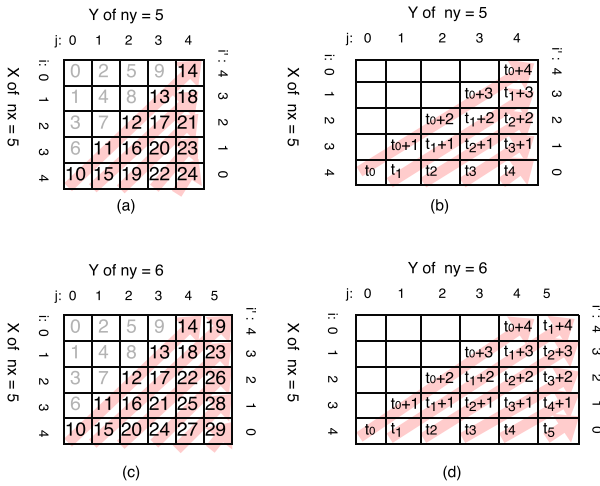 Y of ny = 5
j: 0 1 2 3 4
i: 0 1 2 3 4
X of nx = 5
i': 4 3 2 1 0
0 2 5 9 14
1 4 8 13 18
3 7 12 17 21
6 11 16 20 23
10 15 19 22 24
(a)
Y of ny = 5
j: 0 1 2 3 4
i: 0 1 2 3 4
X of nx = 5
i': 4 3 2 1 0
t0+4
t0+3 t1+3
t0+2 t1+2 t2+2
t0+1 t1+1 t2+1 t3+1
t0 t1 t2 t3 t4
(b)
Y of ny = 6
j: 0 1 2 3 4 5
i: 0 1 2 3 4
X of nx = 5
i': 4 3 2 1 0
0 2 5 9 14 19
1 4 8 13 18 23
3 7 12 17 22 26
6 11 16 21 25 28
10 15 20 24 27 29
(c)
Y of ny = 6
j: 0 1 2 3 4 5
i: 0 1 2 3 4
X of nx = 5
i': 4 3 2 1 0
t0+4 t1+4
t0+3 t1+3 t2+3
t0+2 t1+2 t2+2 t3+2
t0+1 t1+1 t2+1 t3+1 t4+1
t0 t1 t2 t3 t4 t5
(d)